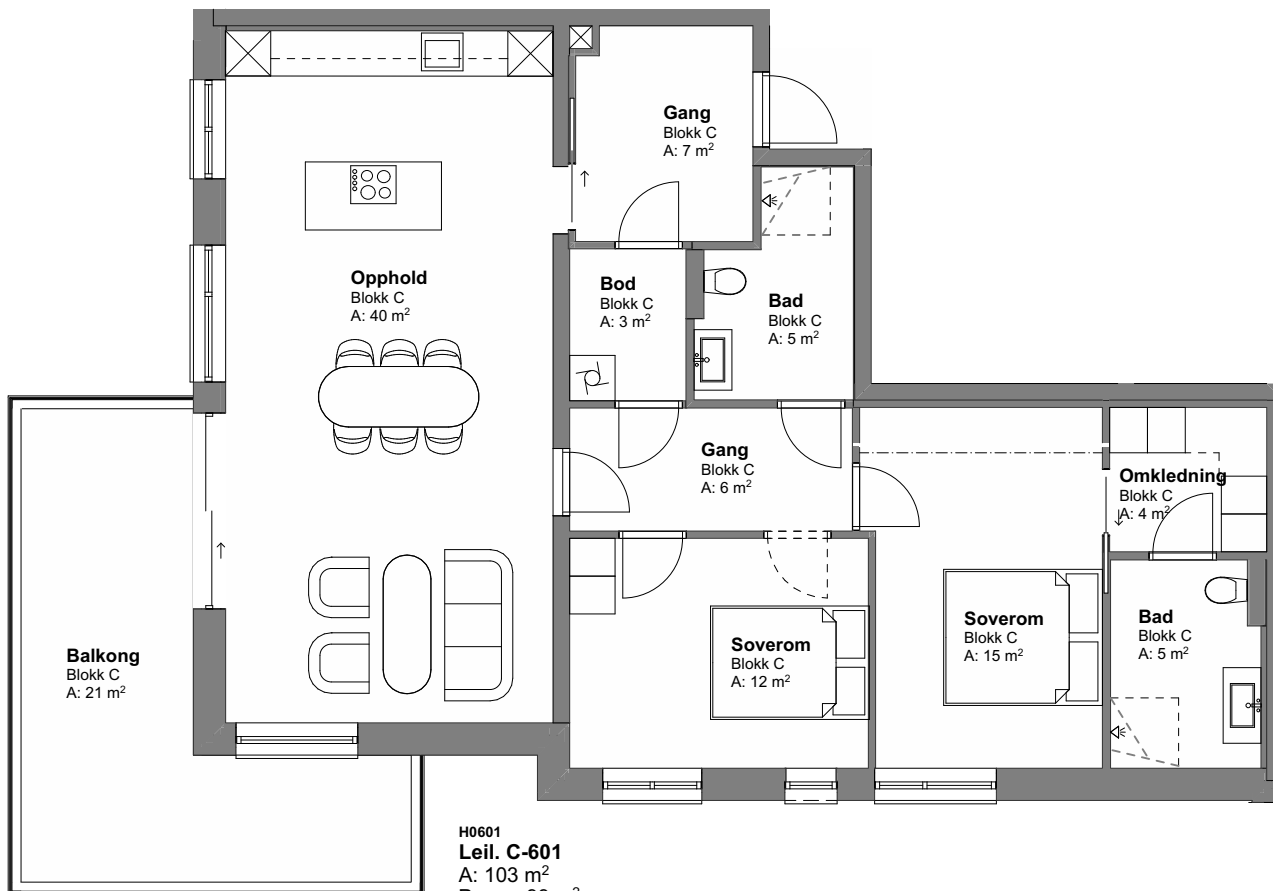 Gang
Blokk C
A: 7 m²
Opphold
Blokk C
A: 40 m²
Bod
Blokk C
A: 3 m²
Bad
Blokk C
A: 5 m²
Gang
Blokk C
A: 6 m²
Omkledning
Blokk C
A: 4 m²
Soverom
Blokk C
A: 12 m²
Soverom
Blokk C
A: 15 m²
Bad
Blokk C
A: 5 m²
Balkong
Blokk C
A: 21 m²
H0601
Leil. C-601
A: 103 m²